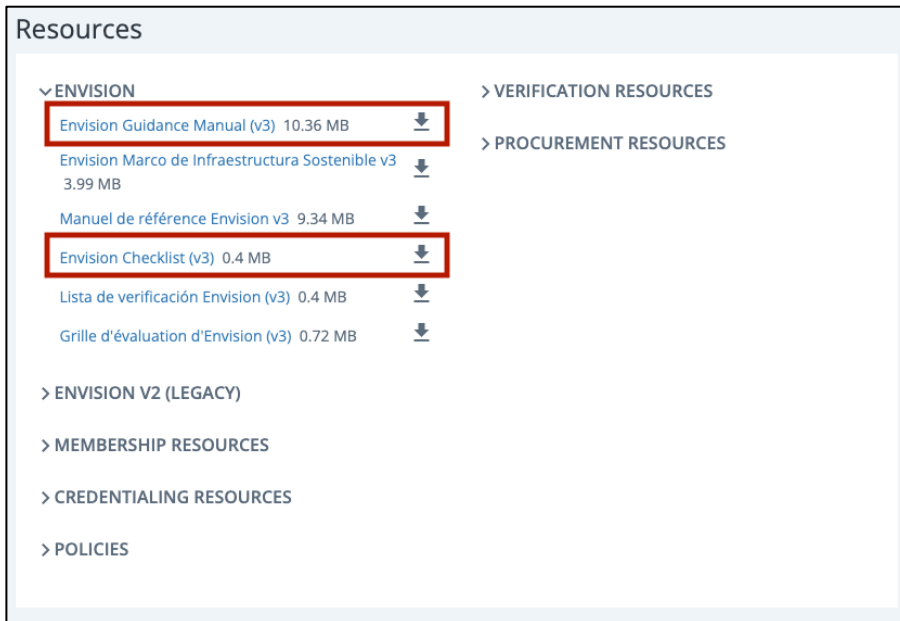 Resources
ENVISION
Envision Guidance Manual (v3) 10.36 MB
Envision Marco de Infraestructura Sostenible v3
3.99 MB
Manuel de référence Envision v3 9.34 MB
Envision Checklist (v3) 0.4 MB
Lista de verificación Envision (v3) 0.4 MB
Grille d'évaluation d'Envision (v3) 0.72 MB
ENVISION V2 (LEGACY)
MEMBERSHIP RESOURCES
CREDENTIALING RESOURCES
POLICIES
VERIFICATION RESOURCES
PROCUREMENT RESOURCES